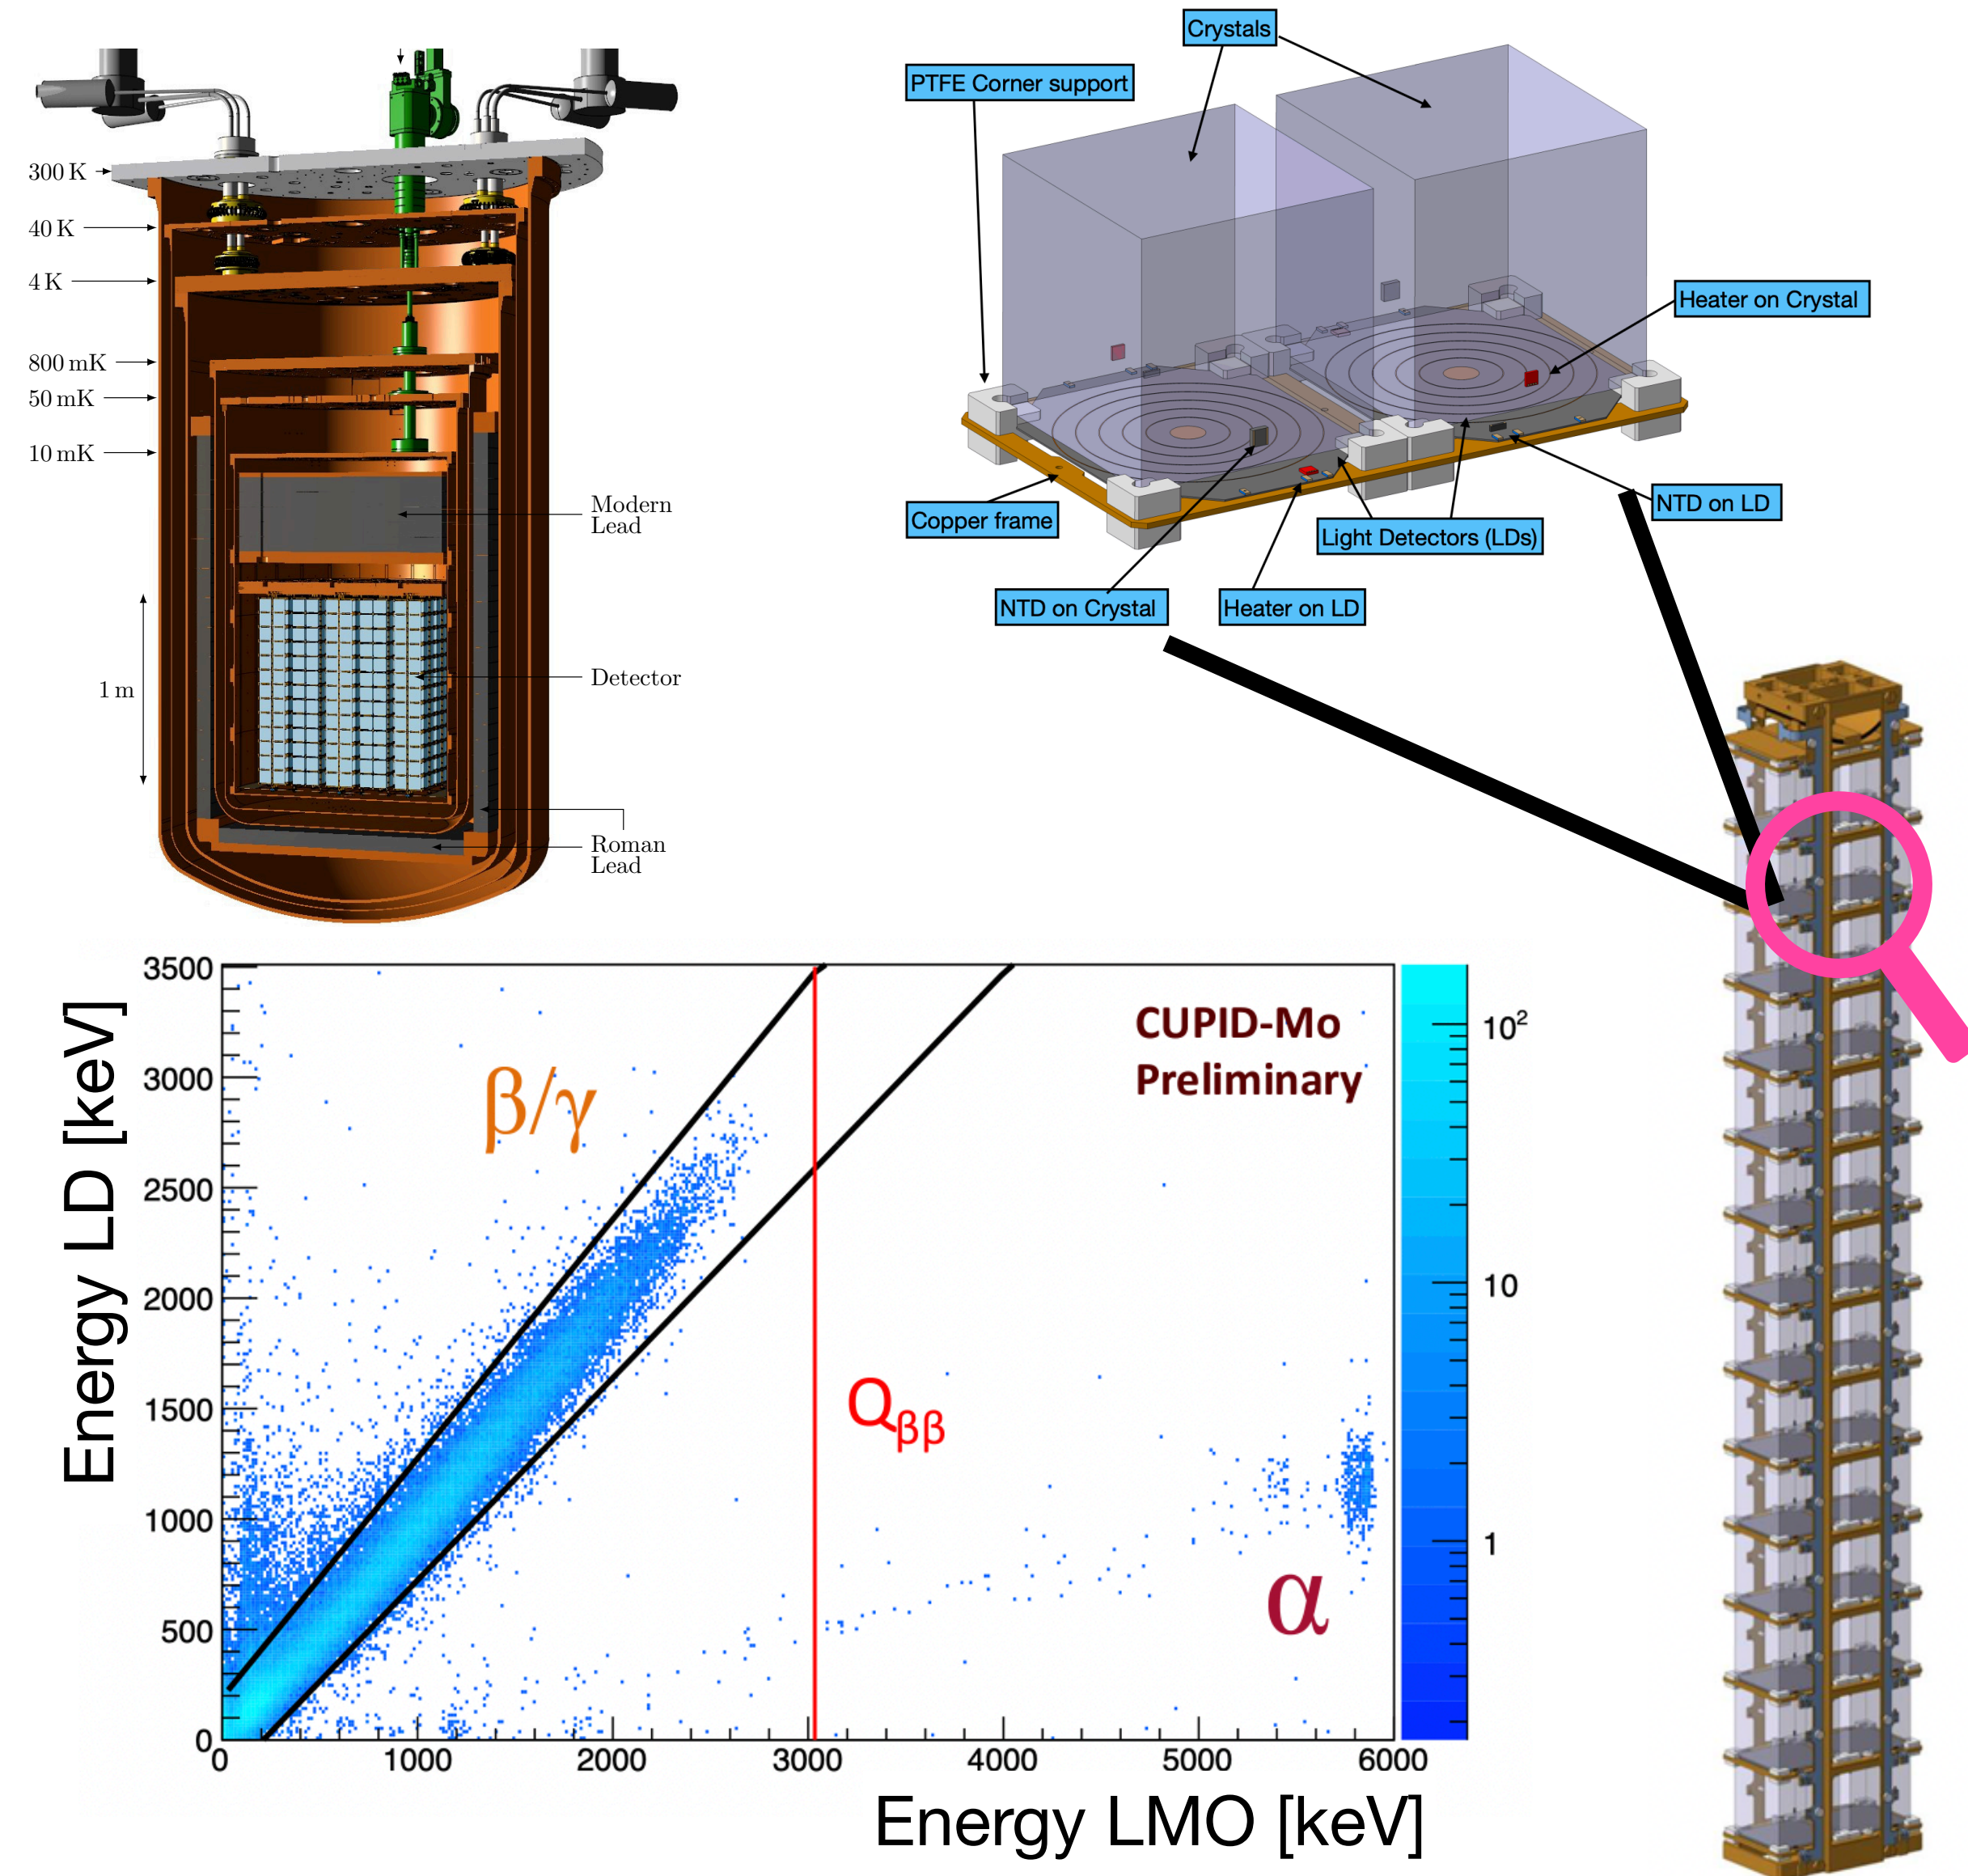 300 K
40 K
4 K
800 mK
50 mK
10 mK
Modern
Lead
Detector
1 m
Roman
Lead
Crystals
PTFE Corner support
Heater on Crystal
NTD on LD
Copper frame
Light Detectors (LDs)
NTD on Crystal
Heater on LD
3500
3000
2500
2000
1500
1000
500
0
Energy LD [keV]
β/γ
CUPID-Mo
Preliminary
Qββ
α
10²
10
1
0
1000
2000
3000
4000
5000
6000
Energy LMO [keV]